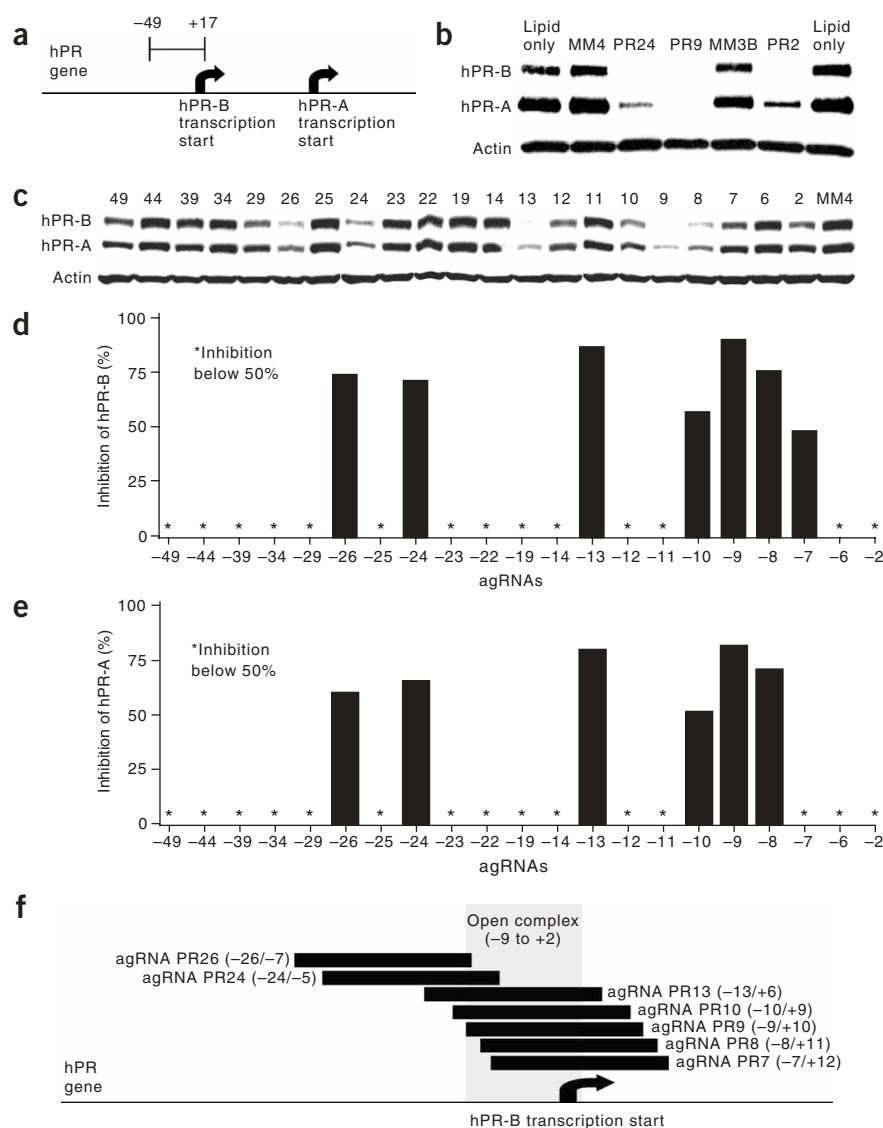 a
−49 +17
hPR
gene
hPR-B
transcription
start
hPR-A
transcription
start
b
Lipid
only
MM4 PR24 PR9 MM3B PR2
Lipid
only
hPR-B
hPR-A
Actin
c
49 44 39 34 29 26 25 24 23 22 19 14 13 12 11 10 9 8 7 6 2 MM4
hPR-B
hPR-A
Actin
d
Inhibition of hPR-B (%)
100
75
50
25
0
*Inhibition
below 50%
* * * * * * * * * * * * * *
−49 −44 −39 −34 −29 −26 −25 −24 −23 −22 −19 −14 −13 −12 −11 −10 −9 −8 −7 −6 −2
agRNAs
e
Inhibition of hPR-A (%)
100
75
50
25
0
*Inhibition
below 50%
* * * * * * * * * * * * * * *
−49 −44 −39 −34 −29 −26 −25 −24 −23 −22 −19 −14 −13 −12 −11 −10 −9 −8 −7 −6 −2
agRNAs
f
Open complex
(−9 to +2)
agRNA PR26 (−26/−7)
agRNA PR24 (−24/−5)
agRNA PR13 (−13/+6)
agRNA PR10 (−10/+9)
agRNA PR9 (−9/+10)
agRNA PR8 (−8/+11)
agRNA PR7 (−7/+12)
hPR
gene
hPR-B transcription start